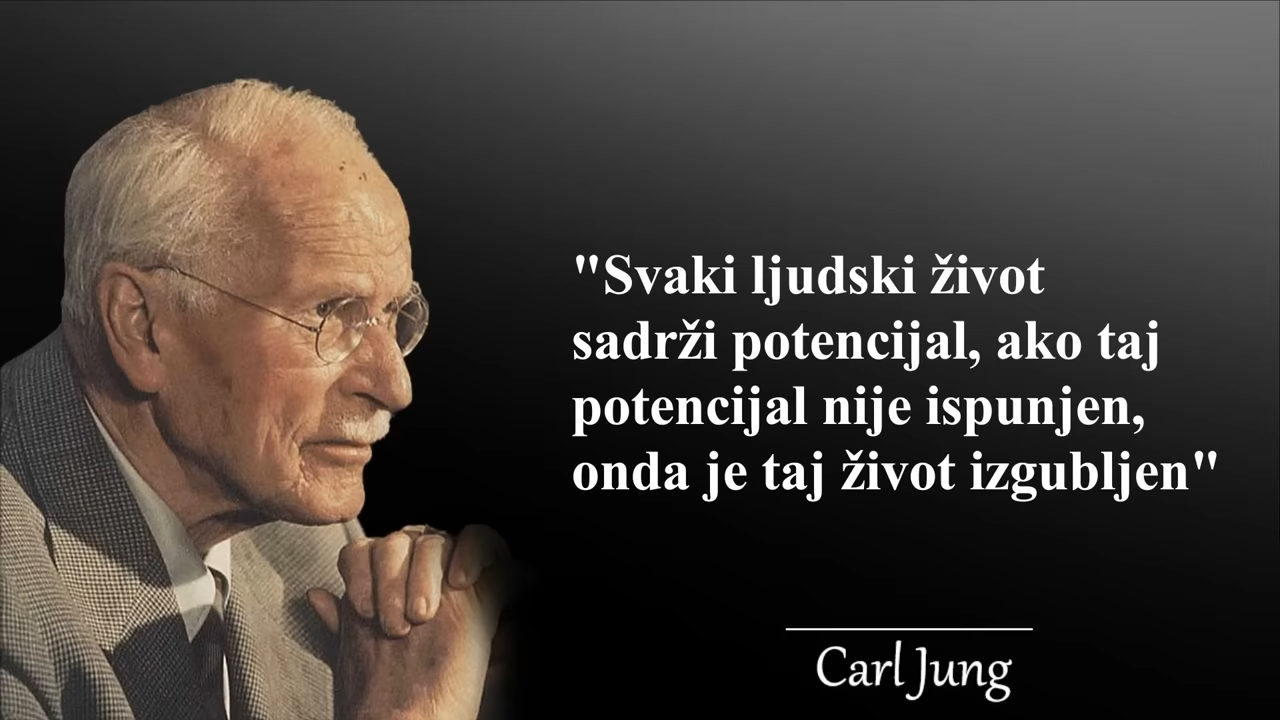 "Svaki ljudski život
sadrži potencijal, ako taj
potencijal nije ispunjen,
onda je taj život izgubljen"
Carl Jung